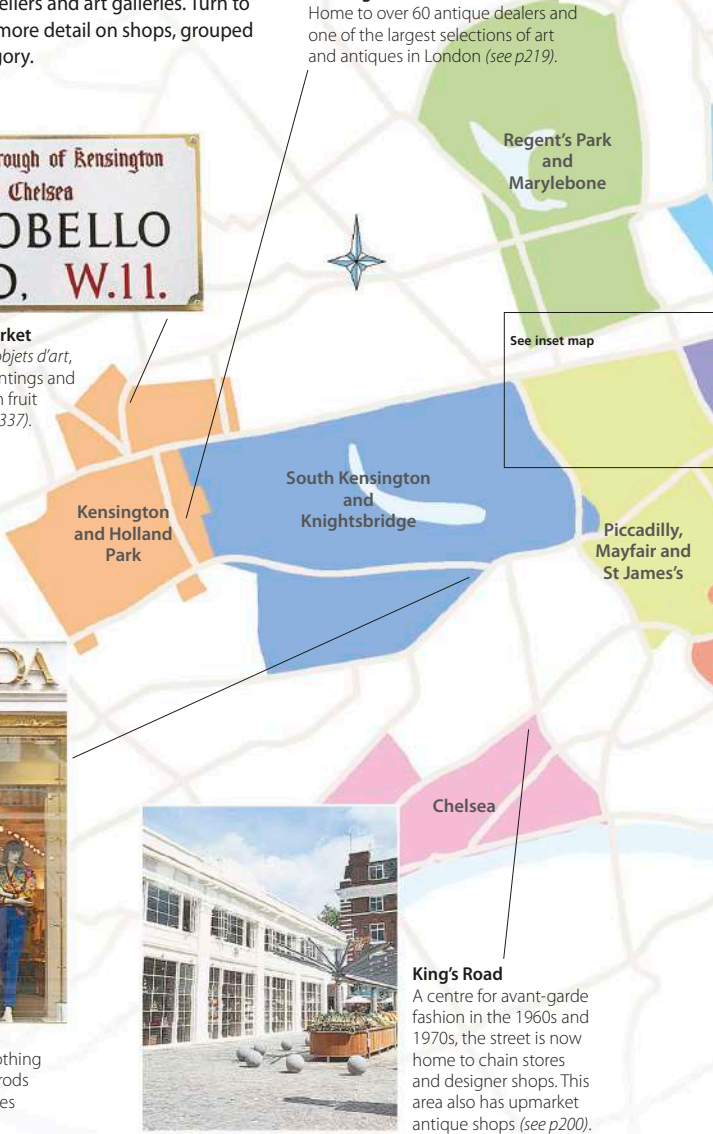 ellers and art galleries. Turn to
more detail on shops, grouped
gory.
Home to over 60 antique dealers and
one of the largest selections of art
and antiques in London (see p219).
Regent's Park
and
Marylebone
rough of Kensington
Chelsea
OBELLO
D, W.11.
rket
objets d'art,
ntings and
n fruit
337).
See inset map
South Kensington
and
Knightsbridge
Kensington
and Holland
Park
Piccadilly,
Mayfair and
St James's
DA
Chelsea
King's Road
A centre for avant-garde
fashion in the 1960s and
1970s, the street is now
home to chain stores
and designer shops. This
area also has upmarket
antique shops (see p200).
othing
rods
es